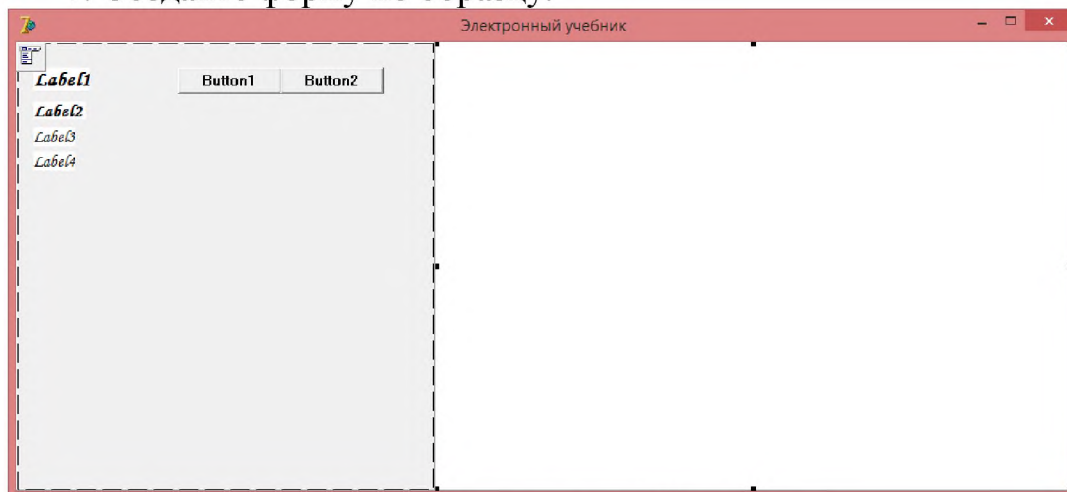 Электронный учебник
Label1 Button1 Button2
Label2
Label3
Label4